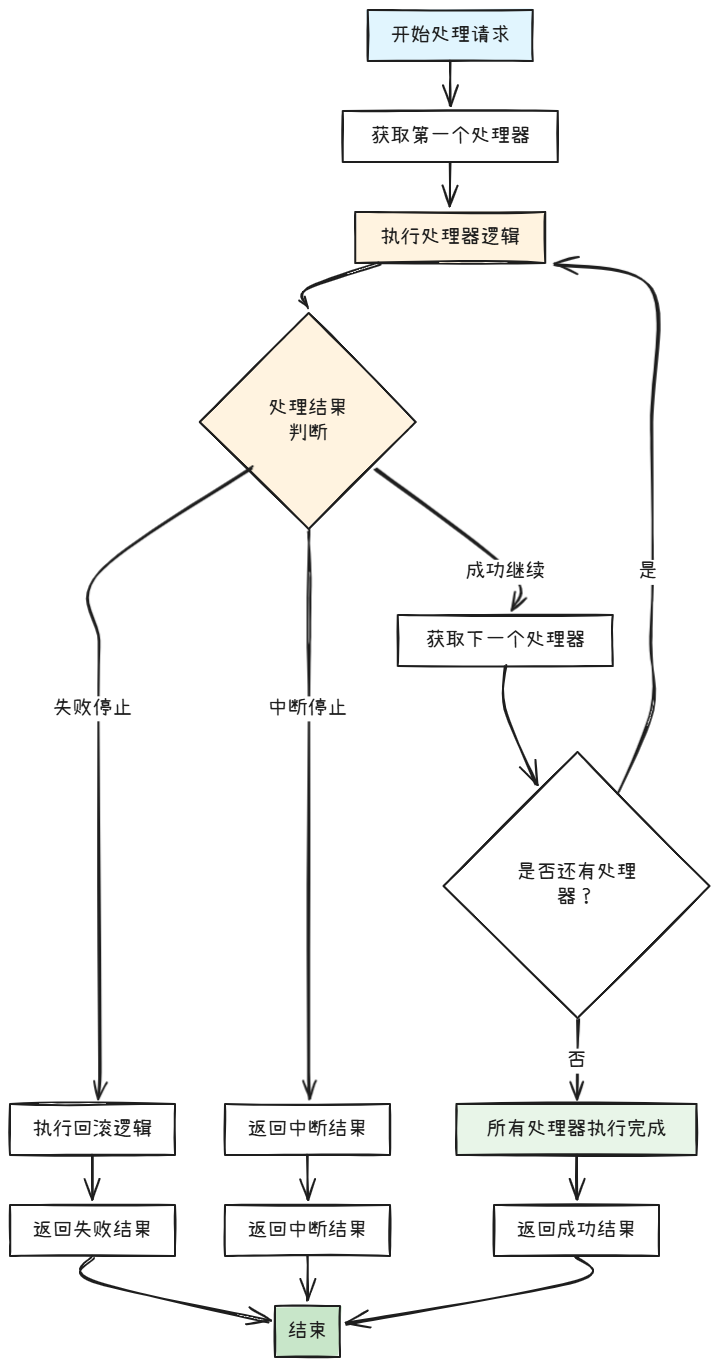 开始处理请求
获取第一个处理器
执行处理器逻辑
处理结果
判断
成功继续
是
获取下一个处理器
失败停止
中断停止
是否还有处理
器？
否
执行回滚逻辑
返回中断结果
所有处理器执行完成
返回失败结果
返回中断结果
返回成功结果
结束